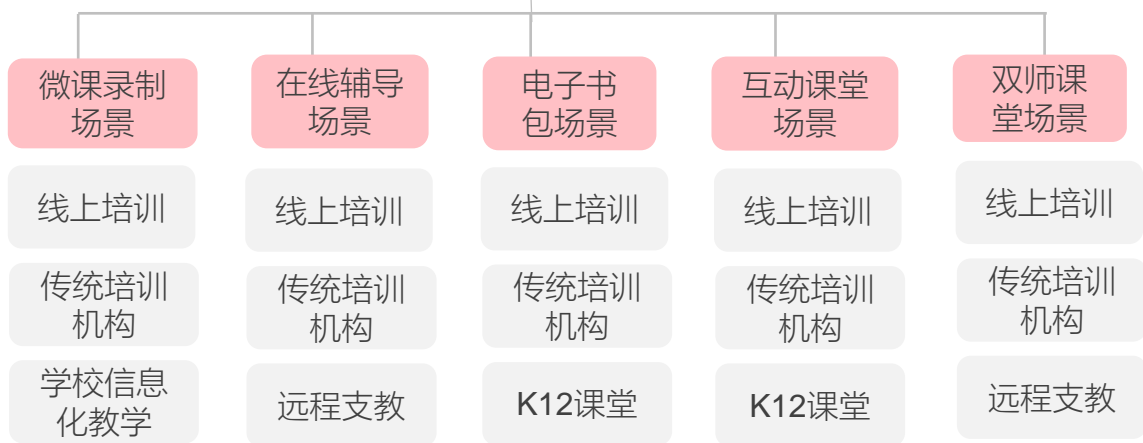 微课录制
场景
在线辅导
场景
电子书
包场景
互动课堂
场景
双师课
堂场景
线上培训
线上培训
线上培训
线上培训
线上培训
传统培训
机构
传统培训
机构
传统培训
机构
传统培训
机构
传统培训
机构
学校信息
化教学
远程支教
K12课堂
K12课堂
远程支教